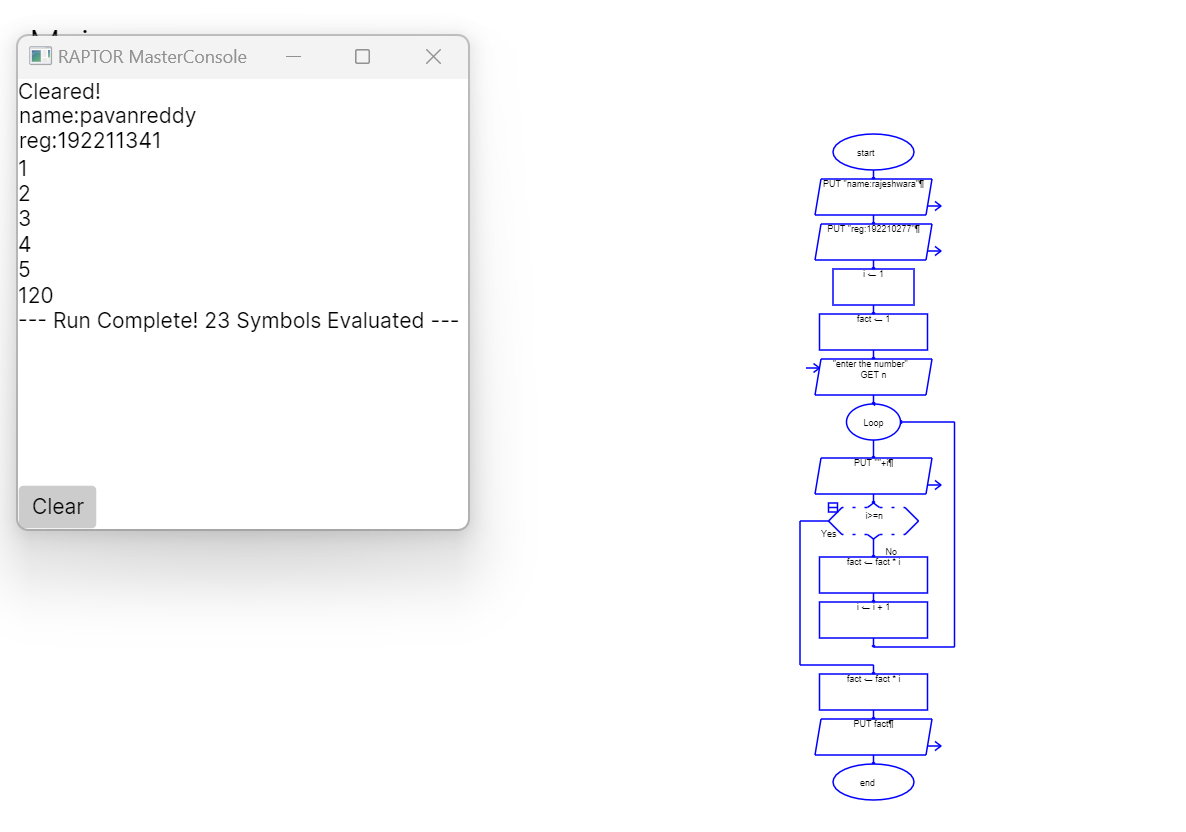 RAPTOR MasterConsole
Cleared!
name:pavanreddy
reg:192211341
1
2
3
4
5
120
--- Run Complete! 23 Symbols Evaluated ---
Clear
start
PUT "name:rajeshwara"¶
PUT "reg:192210277"¶
i ← 1
fact ← 1
"enter the number"
GET n
Loop
PUT ""+i¶
i>=n
Yes
No
fact ← fact * i
i ← i + 1
fact ← fact * i
PUT fact¶
end